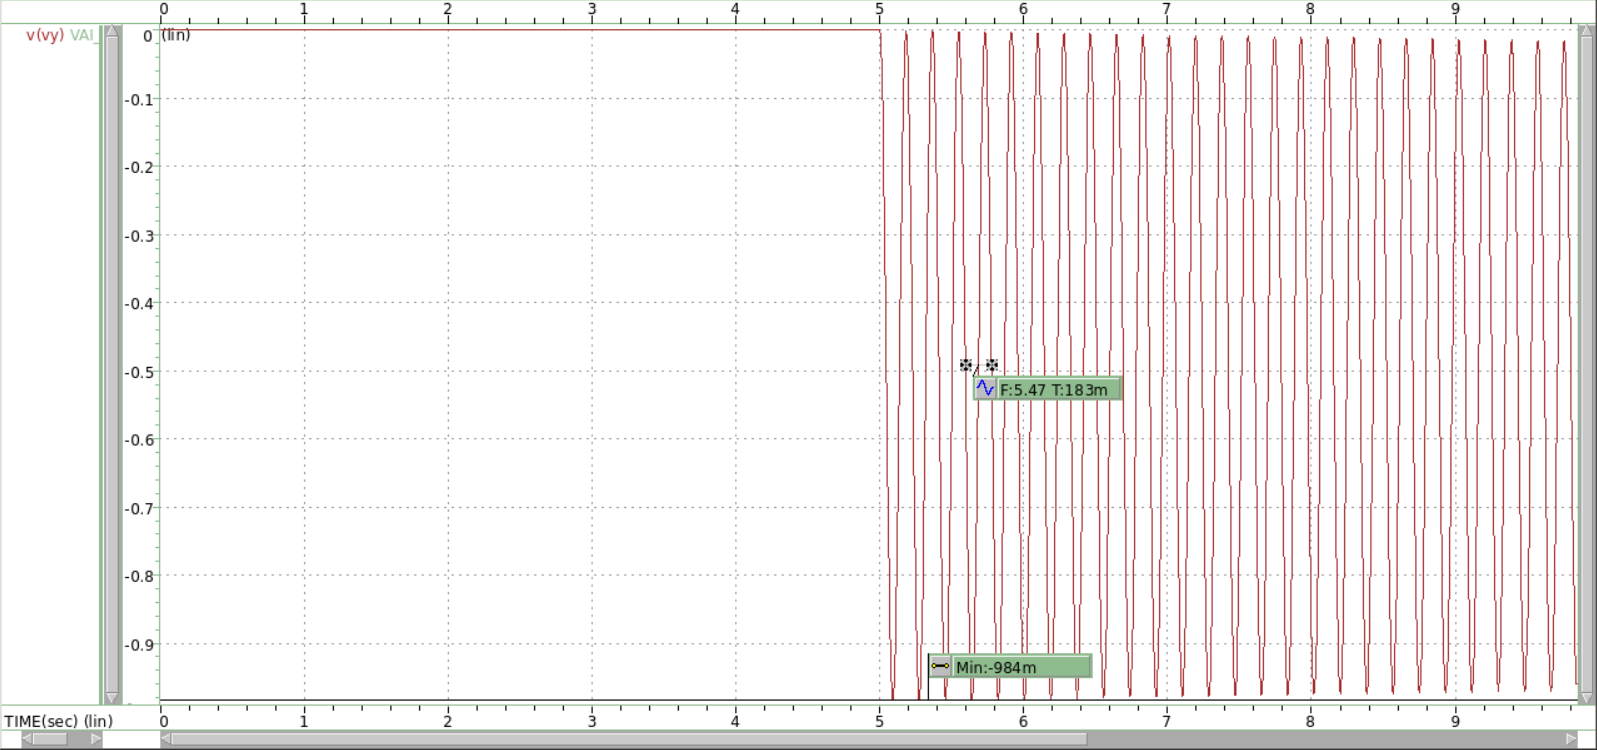 0 1 2 3 4 5 6 7 8 9
v(vy) VAI_
0 (lin)
-0.1
-0.2
-0.3
-0.4
-0.5
F:5.47 T:183m
-0.6
-0.7
-0.8
-0.9
Min:-984m
TIME(sec) (lin) 0 1 2 3 4 5 6 7 8 9